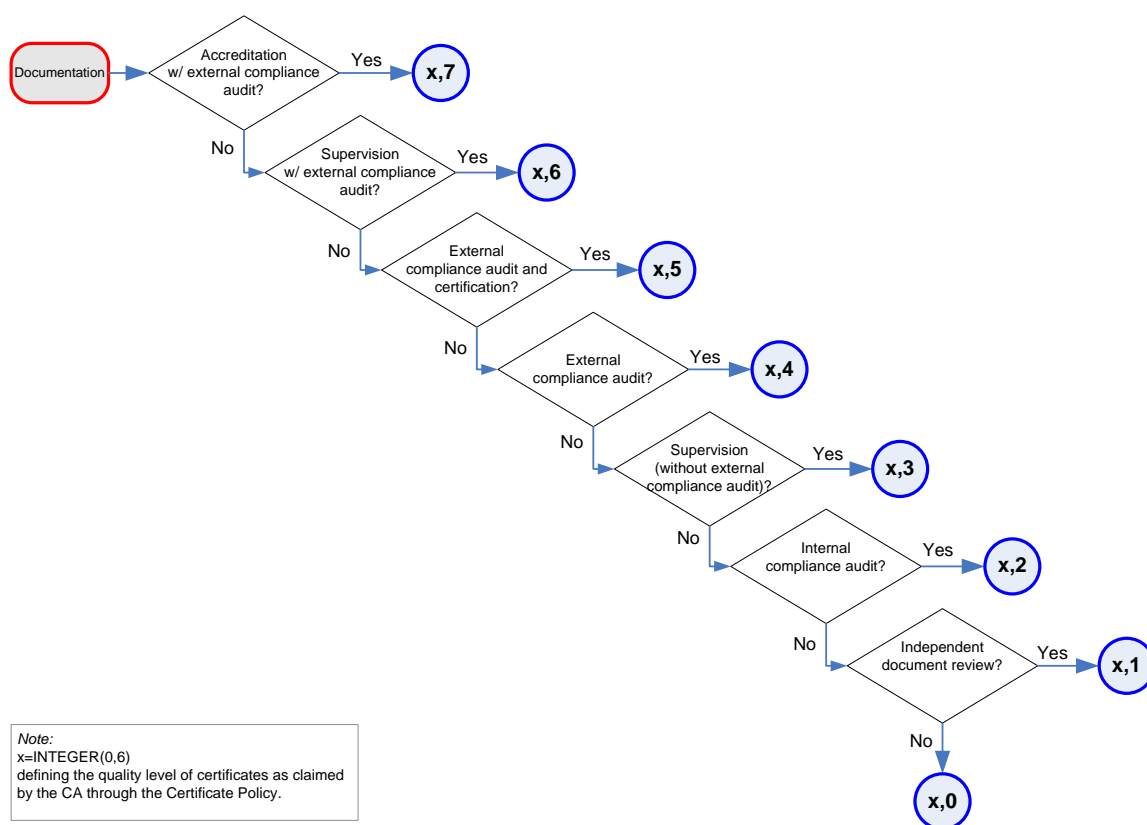 Documentation
Accreditation
w/ external compliance
audit?
Yes
x,7
No
Supervision
w/ external compliance
audit?
Yes
x,6
No
External
compliance audit and
certification?
Yes
x,5
No
External
compliance audit?
Yes
x,4
No
Supervision
(without external
compliance audit)?
Yes
x,3
No
Internal
compliance audit?
Yes
x,2
No
Independent
document review?
Yes
x,1
No
x,0
Note:
x=INTEGER(0,6)
defining the quality level of certificates as claimed
by the CA through the Certificate Policy.